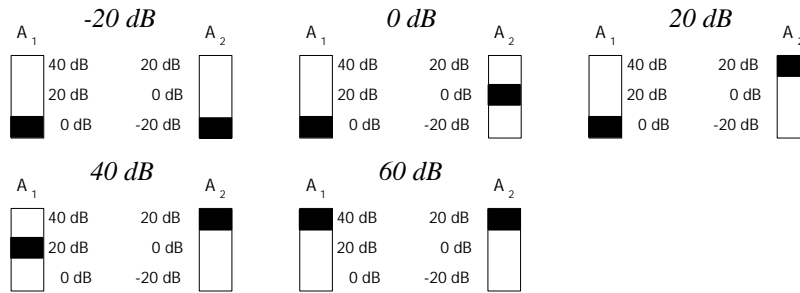 -20 dB 0 dB 20 dB
A1 A2 A1 A2 A1 A2
40 dB 20 dB 40 dB 20 dB 40 dB 20 dB
20 dB 0 dB 20 dB 0 dB 20 dB 0 dB
0 dB -20 dB 0 dB -20 dB 0 dB -20 dB
40 dB 60 dB
A1 A2 A1 A2
40 dB 20 dB 40 dB 20 dB
20 dB 0 dB 20 dB 0 dB
0 dB -20 dB 0 dB -20 dB